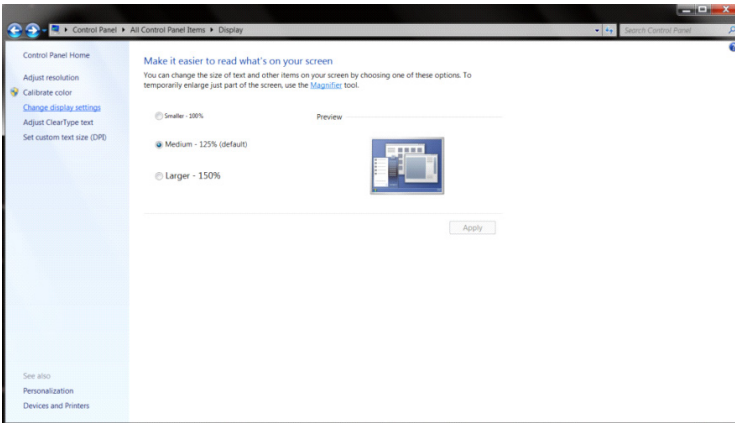 Control Panel ▸ All Control Panel Items ▸ Display
Search Control Panel
Control Panel Home
Adjust resolution
Calibrate color
Change display settings
Adjust ClearType text
Set custom text size (DPI)
Make it easier to read what's on your screen
You can change the size of text and other items on your screen by choosing one of these options. To
temporarily enlarge just part of the screen, use the Magnifier tool.
Smaller - 100%
Preview
Medium - 125% (default)
Larger - 150%
Apply
See also
Personalization
Devices and Printers